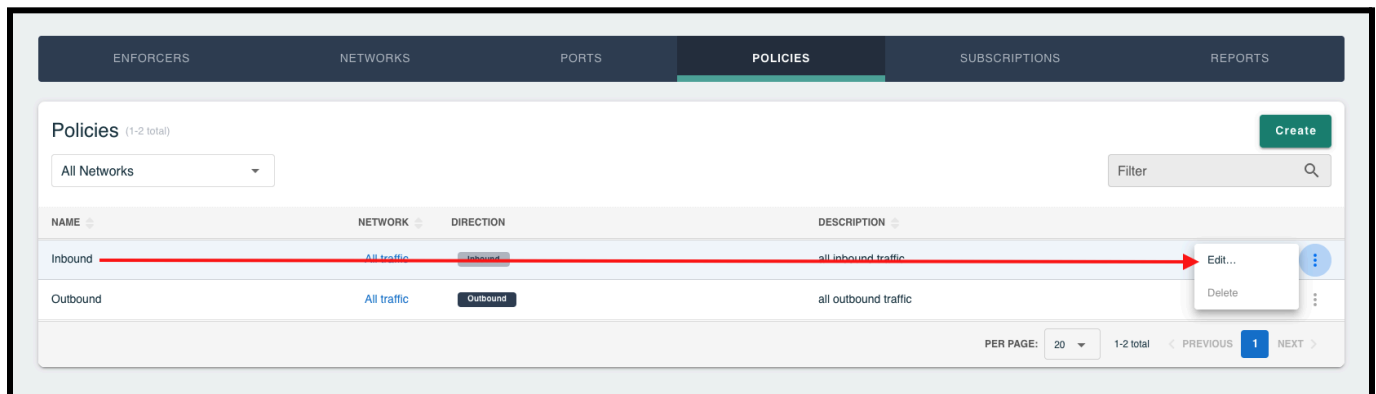 ENFORCERS NETWORKS PORTS POLICIES SUBSCRIPTIONS REPORTS
Policies (1-2 total)
Create
All Networks
Filter
NAME NETWORK DIRECTION DESCRIPTION
Inbound All traffic Inbound all inbound traffic
Edit...
Outbound All traffic Outbound all outbound traffic
Delete
PER PAGE: 20 1-2 total < PREVIOUS 1 NEXT >